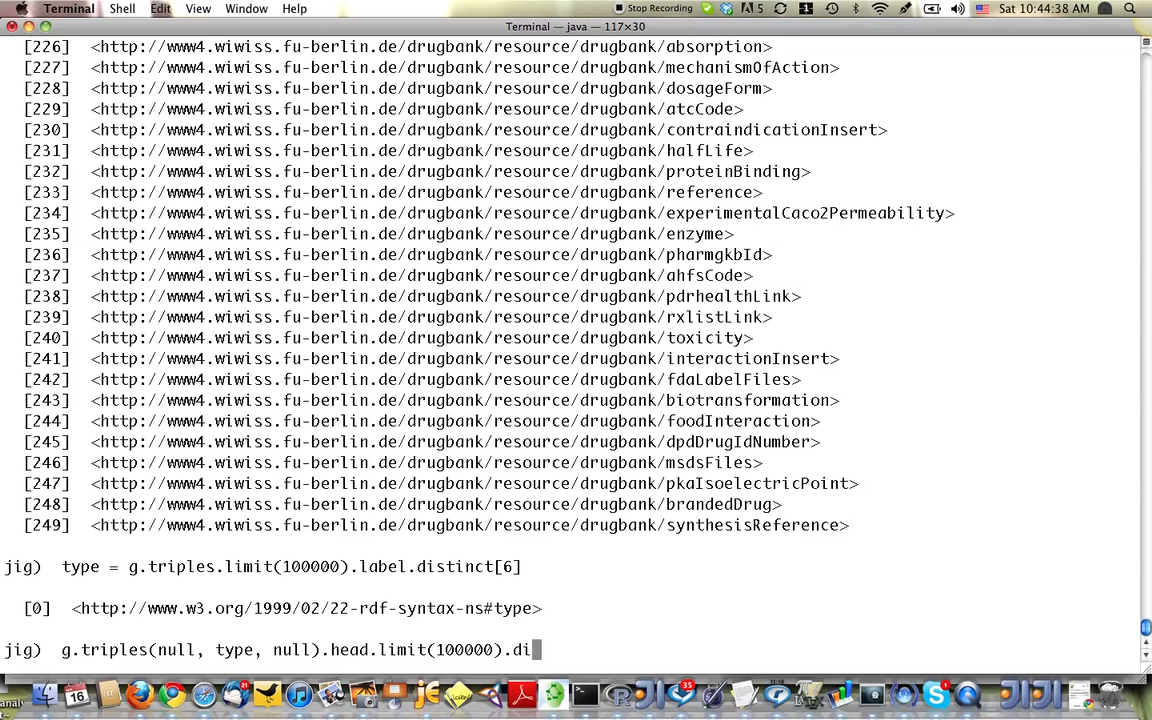 Terminal Shell Edit View Window Help Stop Recording 5 1 Sat 10:44:38 AM
Terminal — java — 117×30
[226] <http://www4.wiwiss.fu-berlin.de/drugbank/resource/drugbank/absorption>
[227] <http://www4.wiwiss.fu-berlin.de/drugbank/resource/drugbank/mechanismOfAction>
[228] <http://www4.wiwiss.fu-berlin.de/drugbank/resource/drugbank/dosageForm>
[229] <http://www4.wiwiss.fu-berlin.de/drugbank/resource/drugbank/atcCode>
[230] <http://www4.wiwiss.fu-berlin.de/drugbank/resource/drugbank/contraindicationInsert>
[231] <http://www4.wiwiss.fu-berlin.de/drugbank/resource/drugbank/halfLife>
[232] <http://www4.wiwiss.fu-berlin.de/drugbank/resource/drugbank/proteinBinding>
[233] <http://www4.wiwiss.fu-berlin.de/drugbank/resource/drugbank/reference>
[234] <http://www4.wiwiss.fu-berlin.de/drugbank/resource/drugbank/experimentalCaco2Permeability>
[235] <http://www4.wiwiss.fu-berlin.de/drugbank/resource/drugbank/enzyme>
[236] <http://www4.wiwiss.fu-berlin.de/drugbank/resource/drugbank/pharmgkbId>
[237] <http://www4.wiwiss.fu-berlin.de/drugbank/resource/drugbank/ahfsCode>
[238] <http://www4.wiwiss.fu-berlin.de/drugbank/resource/drugbank/pdrhealthLink>
[239] <http://www4.wiwiss.fu-berlin.de/drugbank/resource/drugbank/rxlistLink>
[240] <http://www4.wiwiss.fu-berlin.de/drugbank/resource/drugbank/toxicity>
[241] <http://www4.wiwiss.fu-berlin.de/drugbank/resource/drugbank/interactionInsert>
[242] <http://www4.wiwiss.fu-berlin.de/drugbank/resource/drugbank/fdaLabelFiles>
[243] <http://www4.wiwiss.fu-berlin.de/drugbank/resource/drugbank/biotransformation>
[244] <http://www4.wiwiss.fu-berlin.de/drugbank/resource/drugbank/foodInteraction>
[245] <http://www4.wiwiss.fu-berlin.de/drugbank/resource/drugbank/dpdDrugIdNumber>
[246] <http://www4.wiwiss.fu-berlin.de/drugbank/resource/drugbank/msdsFiles>
[247] <http://www4.wiwiss.fu-berlin.de/drugbank/resource/drugbank/pkaIsoelectricPoint>
[248] <http://www4.wiwiss.fu-berlin.de/drugbank/resource/drugbank/brandedDrug>
[249] <http://www4.wiwiss.fu-berlin.de/drugbank/resource/drugbank/synthesisReference>
jig) type = g.triples.limit(100000).label.distinct[6]
[0] <http://www.w3.org/1999/02/22-rdf-syntax-ns#type>
jig) g.triples(null, type, null).head.limit(100000).di